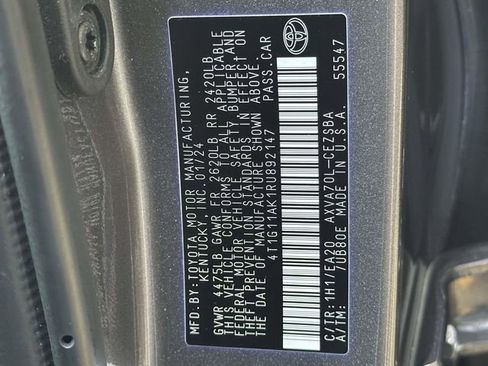 MFD.BY:TOYOTA MOTOR MANUFACTURING,
KENTUCKY, INC. 01/24
GVWR 4475LB GAWR FR 2620LB RR 2420LB
THIS VEHICLE CONFORMS TO ALL APPLICABLE
FEDERAL MOTOR VEHICLE SAFETY, BUMPER AND
THEFT PREVENTION STANDARDS IN EFFECT ON
THE DATE OF MANUFACTURE SHOWN ABOVE.
4T1G11AK1RU892147 PASS.CAR
C/TR: 1H1/EA20 AXVA70L-CEZSBA
A/TM: /UB80E MADE IN U.S.A. 55547